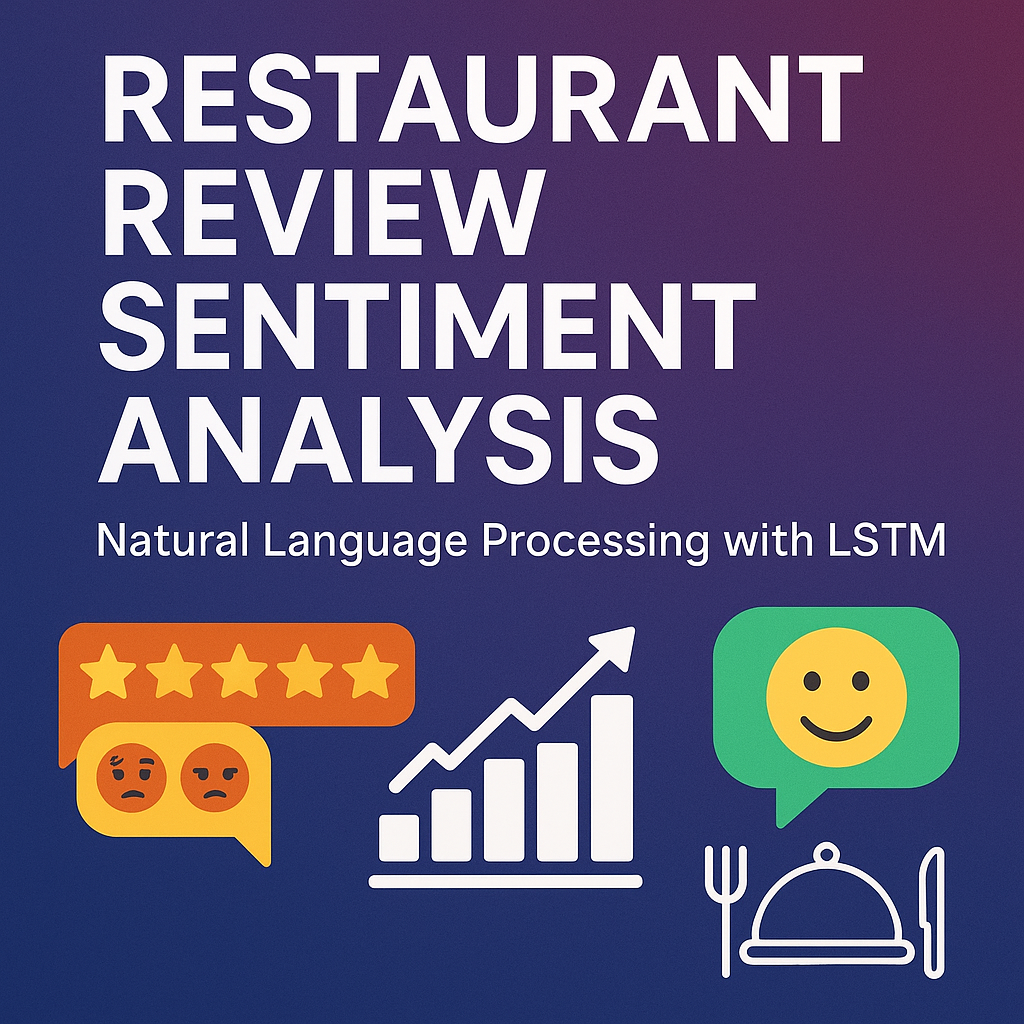 RESTAURANT
REVIEW
SENTIMENT
ANALYSIS
Natural Language Processing with LSTM